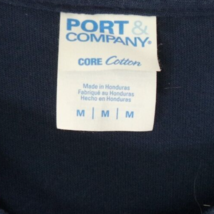 PORT &
COMPANY®
CORE Cotton
Made in Honduras
Fabriqué au Honduras
Hecho en Honduras
M | M | M